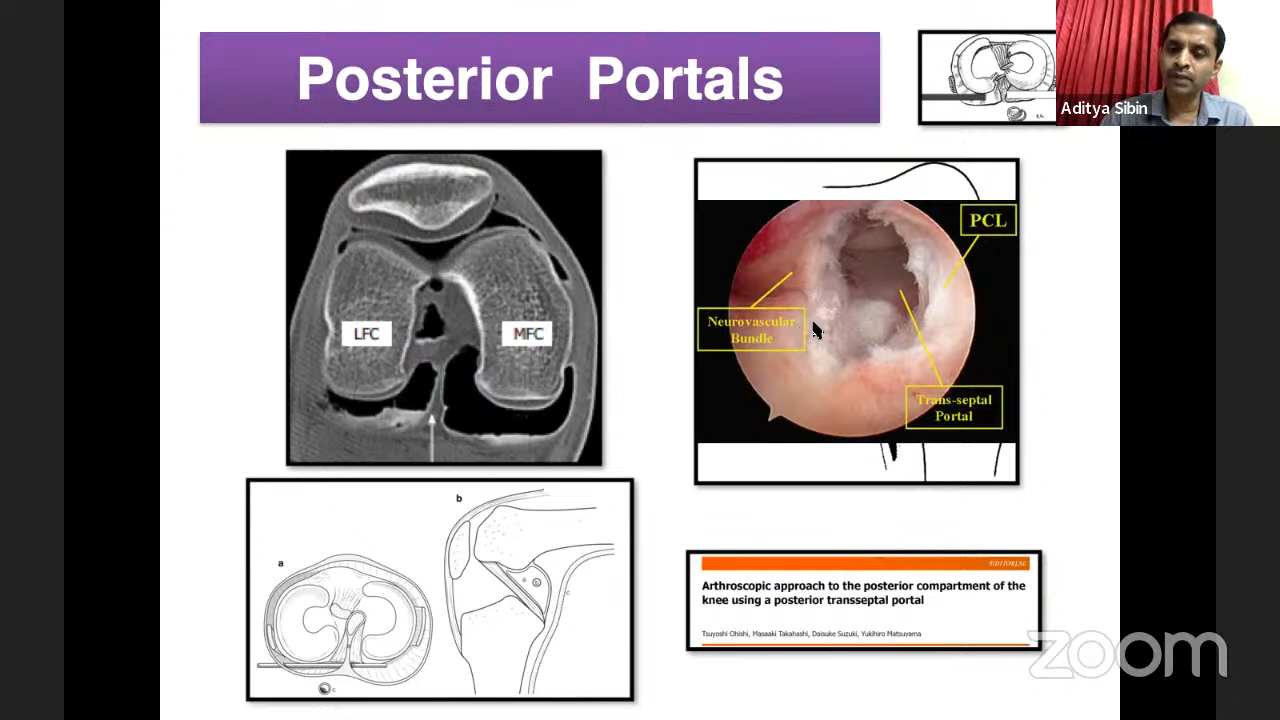 Posterior Portals
Aditya Sibin
LFC
MFC
PCL
Neurovascular
Bundle
Trans-septal
Portal
b
a
c
EDITORIAL
Arthroscopic approach to the posterior compartment of the
knee using a posterior transseptal portal
Tsuyoshi Ohishi, Masaaki Takahashi, Daisuke Suzuki, Yukihiro Matsuyama
zoom